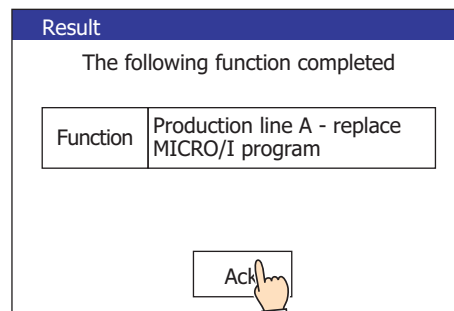 Result
The following function completed
Function
Production line A - replace
MICRO/I program
Ack